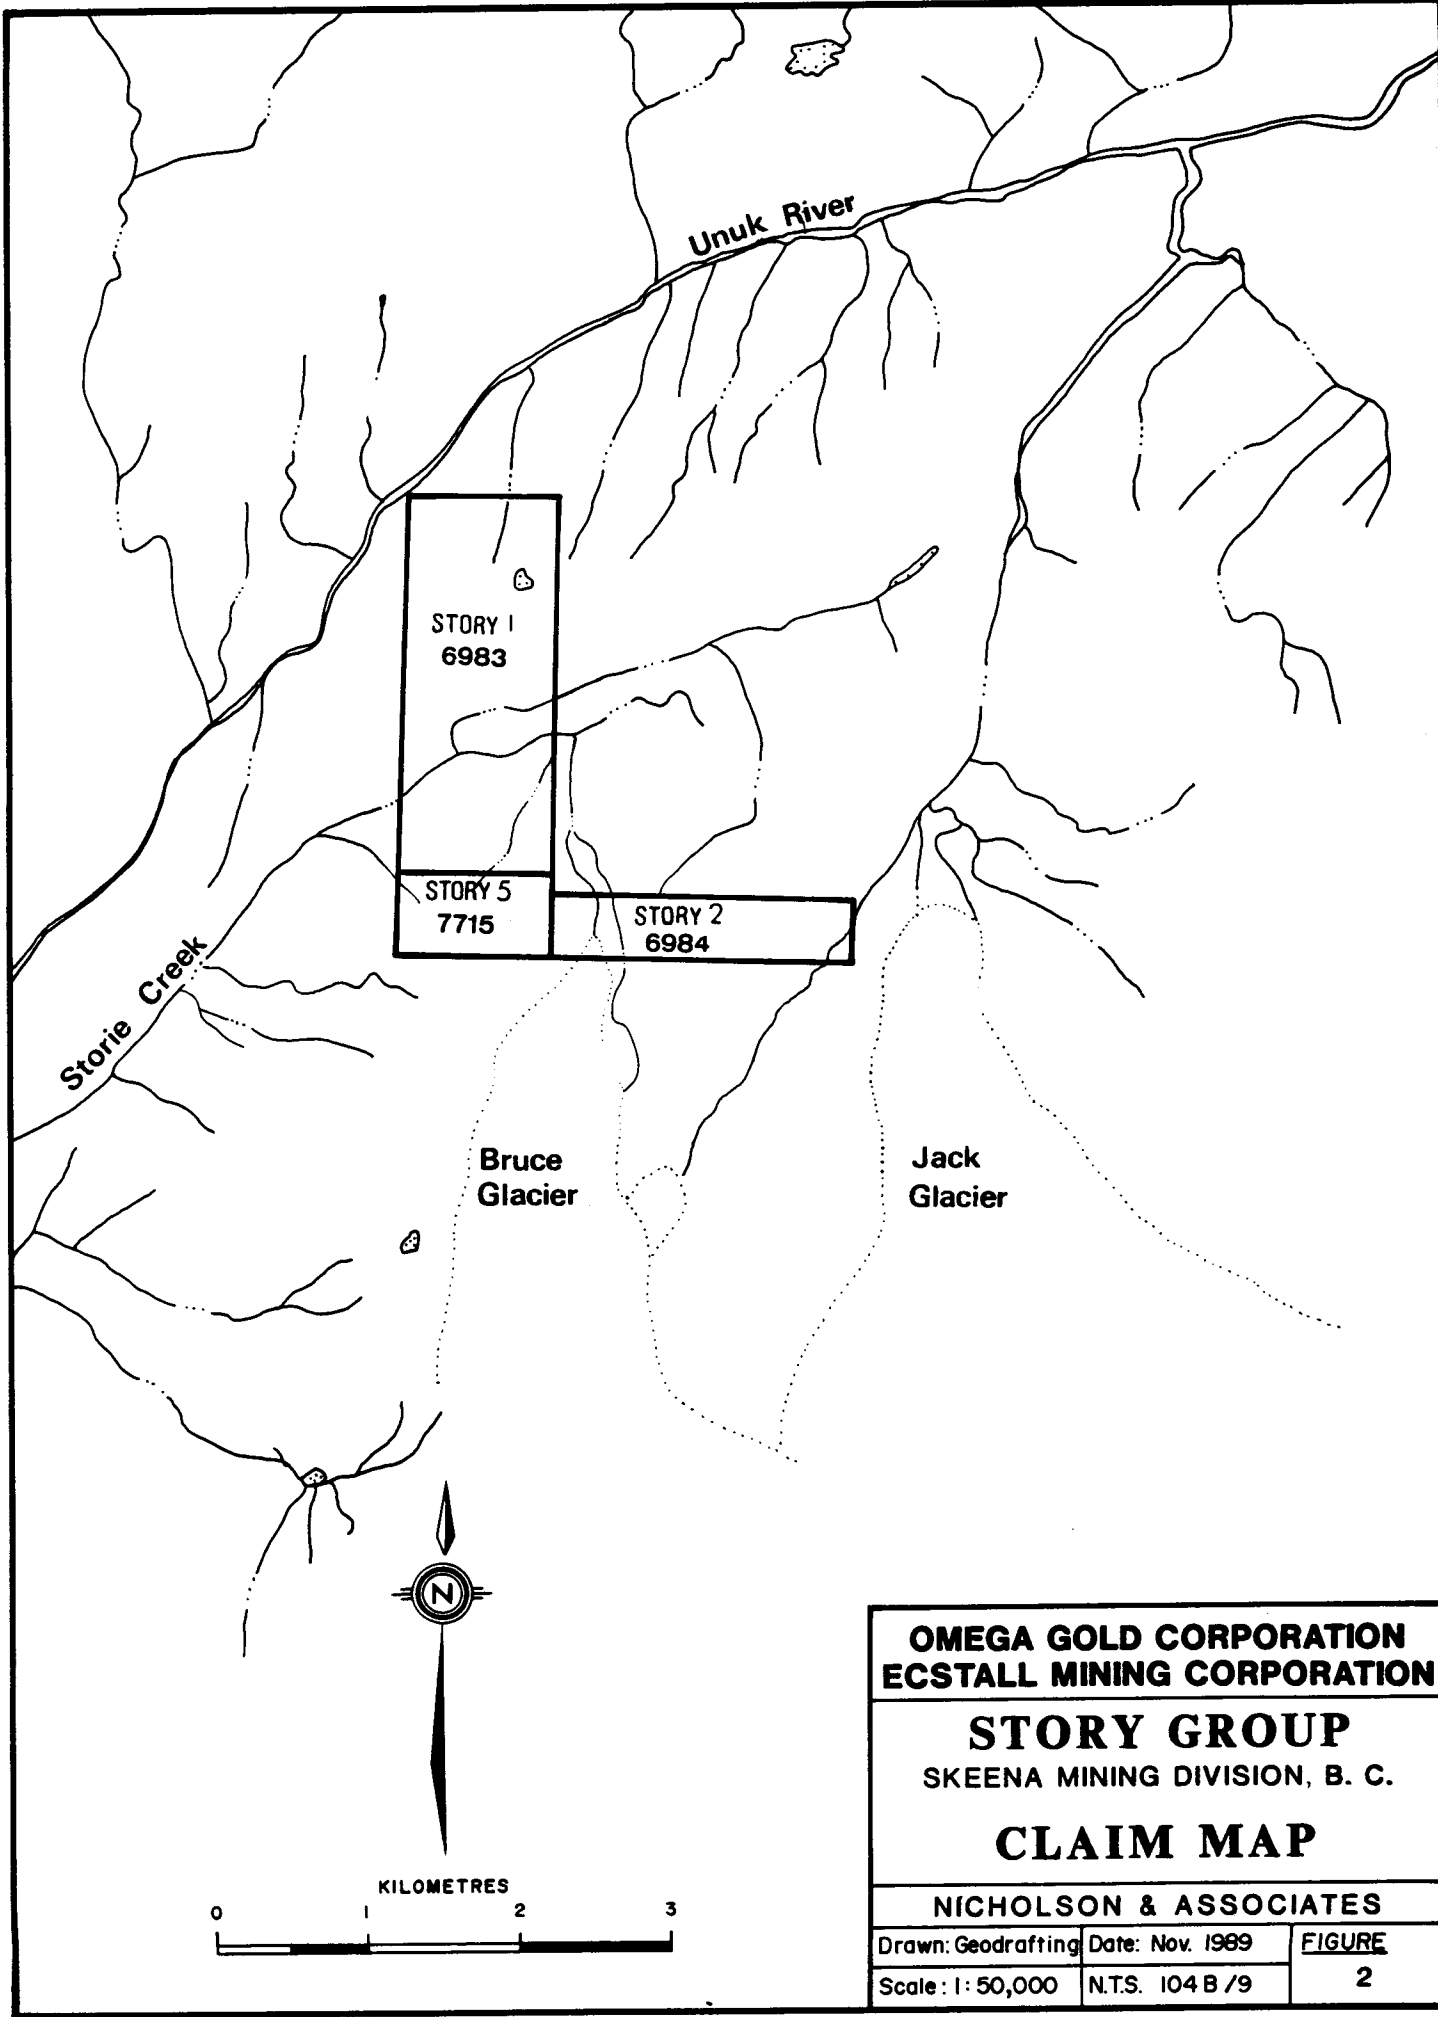 Unuk River
STORY 1
6983
STORY 5
7715
STORY 2
6984
Storie Creek
Bruce
Glacier
Jack
Glacier
N
KILOMETRES
0 1 2 3
OMEGA GOLD CORPORATION
ECSTALL MINING CORPORATION
STORY GROUP
SKEENA MINING DIVISION, B. C.
CLAIM MAP
NICHOLSON & ASSOCIATES
Drawn: Geodrafting Date: Nov. 1989 FIGURE
Scale: 1:50,000 N.T.S. 104 B/9 2